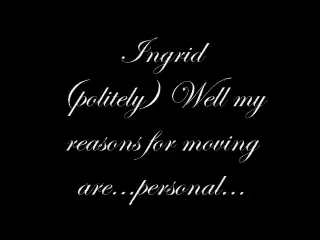 Ingrid
(politely) Well my
reasons for moving
are...personal...